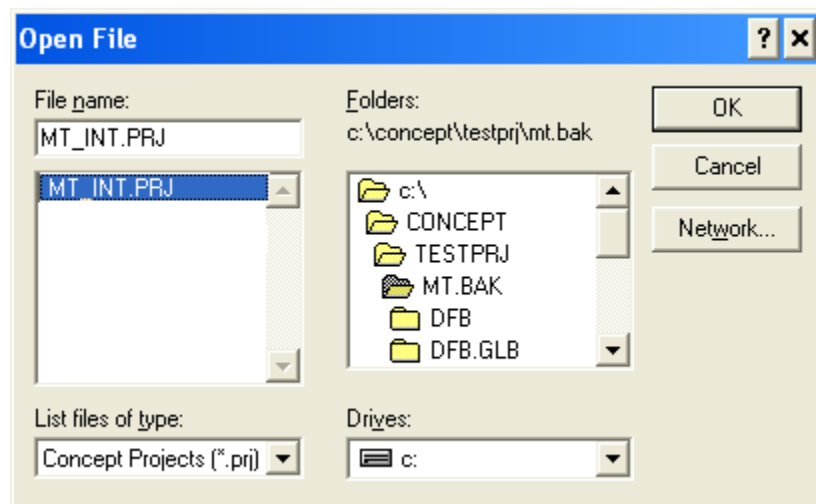 Open File
File name:
MT_INT.PRJ
MT_INT.PRJ
List files of type:
Concept Projects (*.prj)
Folders:
c:\concept\testprj\mt.bak
c:\
CONCEPT
TESTPRJ
MT.BAK
DFB
DFB.GLB
Drives:
c:
OK
Cancel
Network...